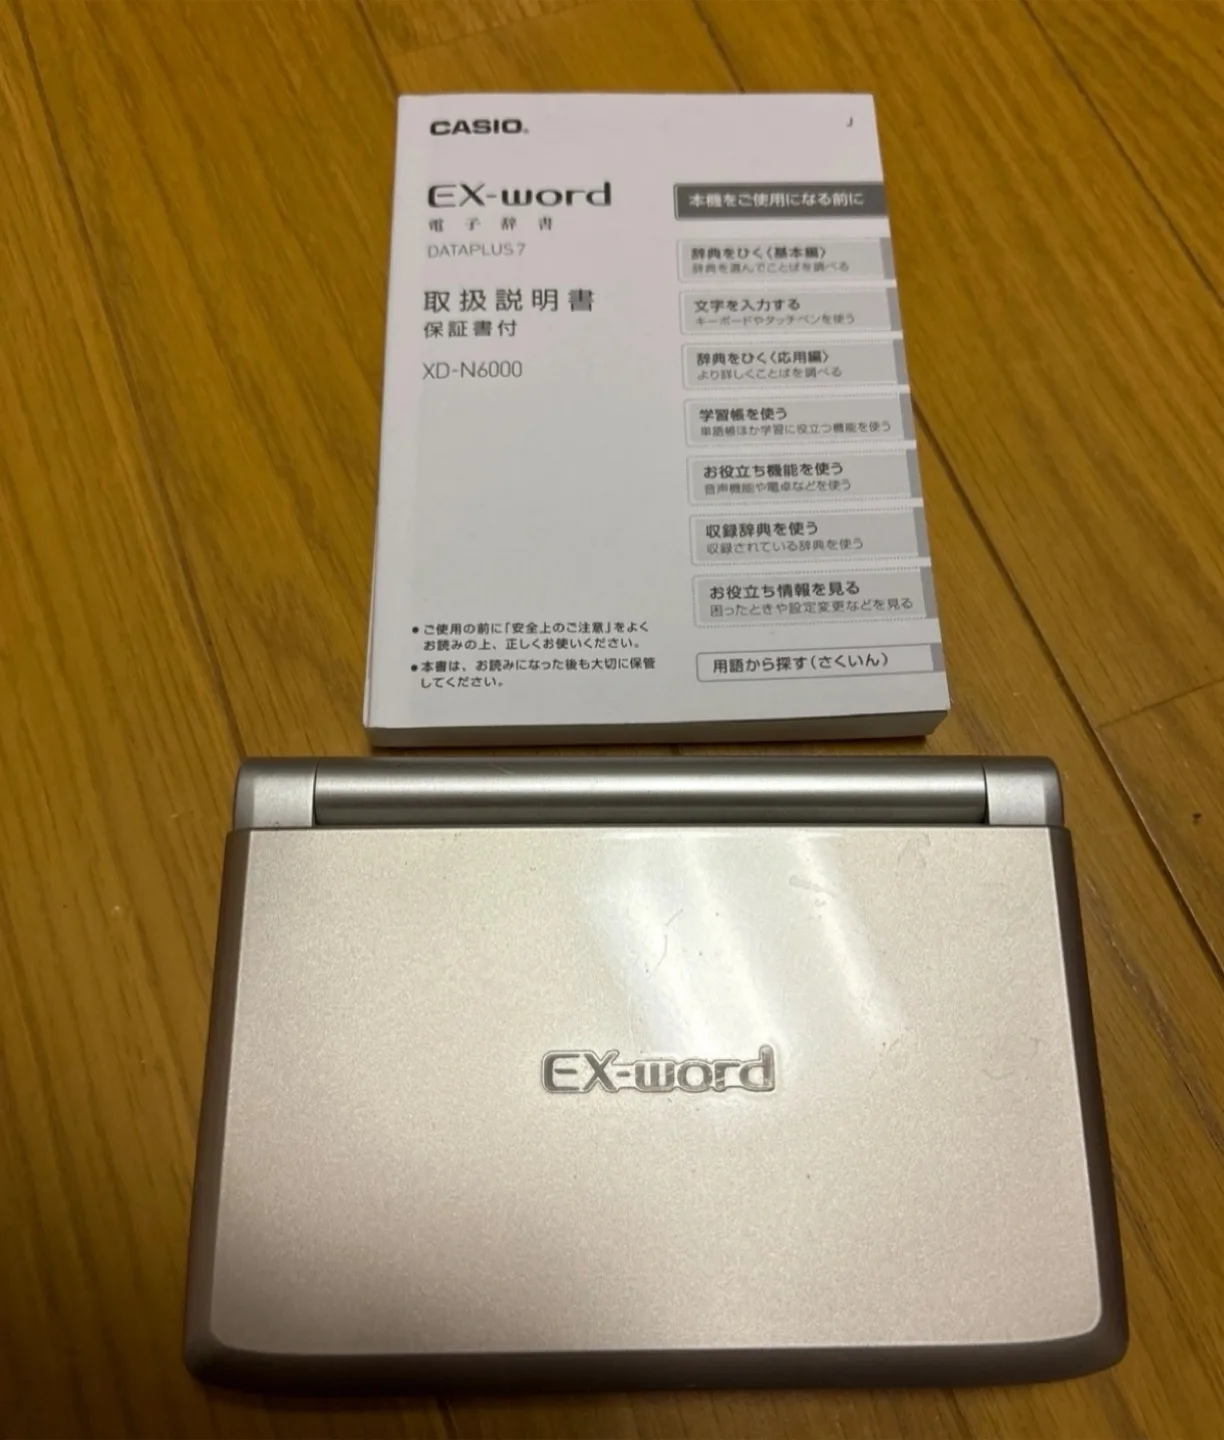 CASIO.
J
EX-word
電子辞書
DATAPLUS 7
取扱説明書
保証書付
XD-N6000
本機をご使用になる前に
辞典をひく〈基本編〉
辞典を選んでことばを調べる
文字を入力する
キーボードやタッチペンを使う
辞典をひく〈応用編〉
より詳しくことばを調べる
学習帳を使う
単語帳ほか学習に役立つ機能を使う
お役立ち機能を使う
音声機能や電卓などを使う
収録辞典を使う
収録されている辞典を使う
お役立ち情報を見る
困ったときや設定変更などを見る
用語から探す(さくいん)
●ご使用の前に「安全上のご注意」をよく
お読みの上、正しくお使いください。
●本書は、お読みになった後も大切に保管
してください。
EX-word